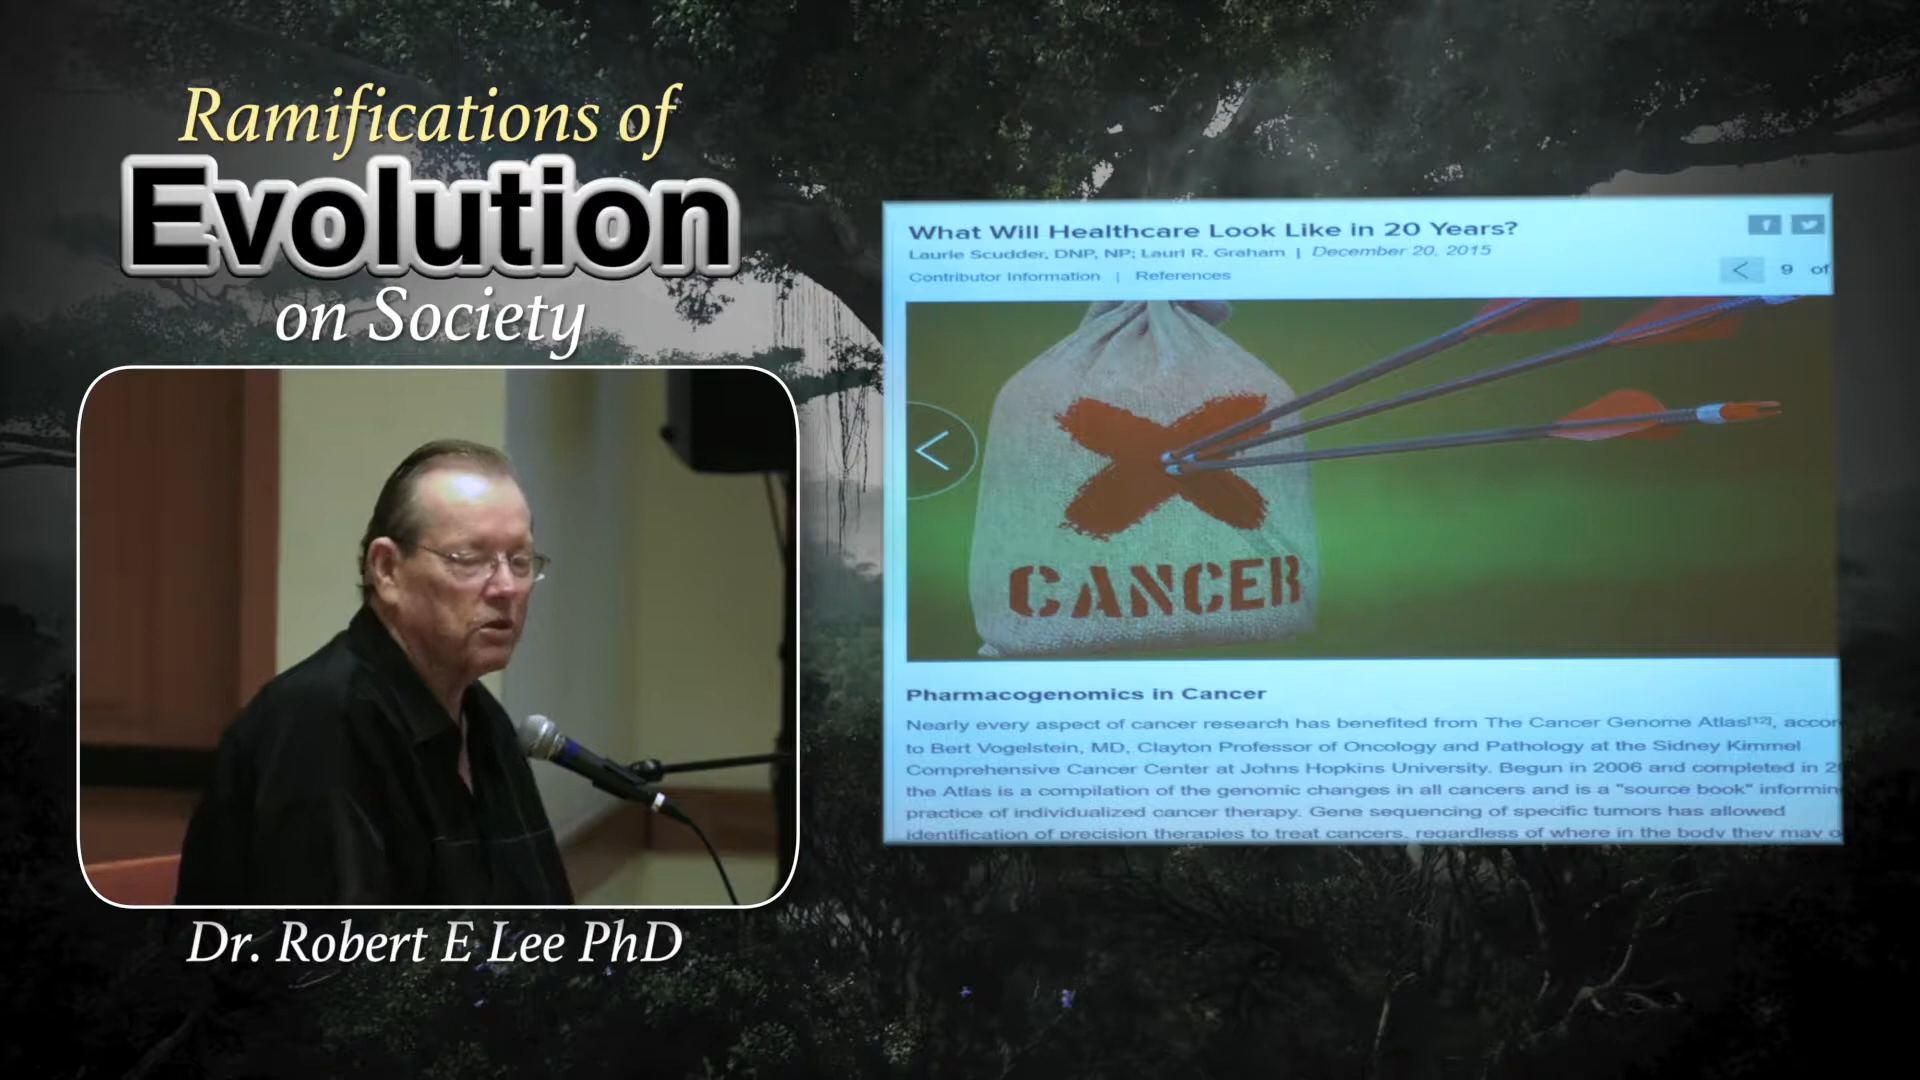 Ramifications of
Evolution
on Society
Dr. Robert E Lee PhD
What Will Healthcare Look Like in 20 Years?
Laurie Scudder, DNP, NP; Lauri R. Graham | December 20, 2015
Contributor Information | References
9 of
CANCER
Pharmacogenomics in Cancer
Nearly every aspect of cancer research has benefited from The Cancer Genome Atlas[12], accor
to Bert Vogelstein, MD, Clayton Professor of Oncology and Pathology at the Sidney Kimmel
Comprehensive Cancer Center at Johns Hopkins University. Begun in 2006 and completed in 2
the Atlas is a compilation of the genomic changes in all cancers and is a "source book" informin
practice of individualized cancer therapy. Gene sequencing of specific tumors has allowed
identification of precision therapies to treat cancers, regardless of where in the body they may o